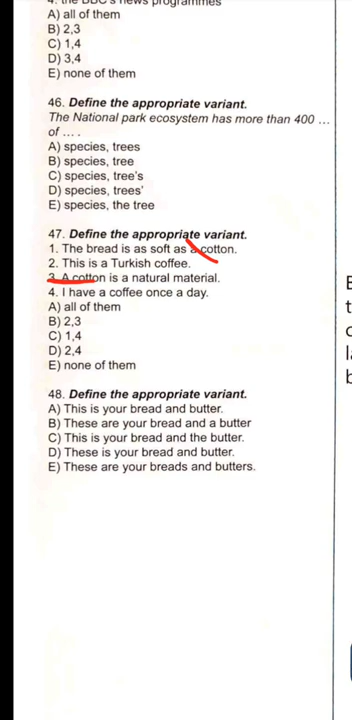 4. the BBC's news programmes
A) all of them
B) 2,3
C) 1,4
D) 3,4
E) none of them
46. Define the appropriate variant.
The National park ecosystem has more than 400 ...
of ... .
A) species, trees
B) species, tree
C) species, tree's
D) species, trees'
E) species, the tree
47. Define the appropriate variant.
1. The bread is as soft as a cotton.
2. This is a Turkish coffee.
3. A cotton is a natural material.
4. I have a coffee once a day.
A) all of them
B) 2,3
C) 1,4
D) 2,4
E) none of them
48. Define the appropriate variant.
A) This is your bread and butter.
B) These are your bread and a butter
C) This is your bread and the butter.
D) These is your bread and butter.
E) These are your breads and butters.